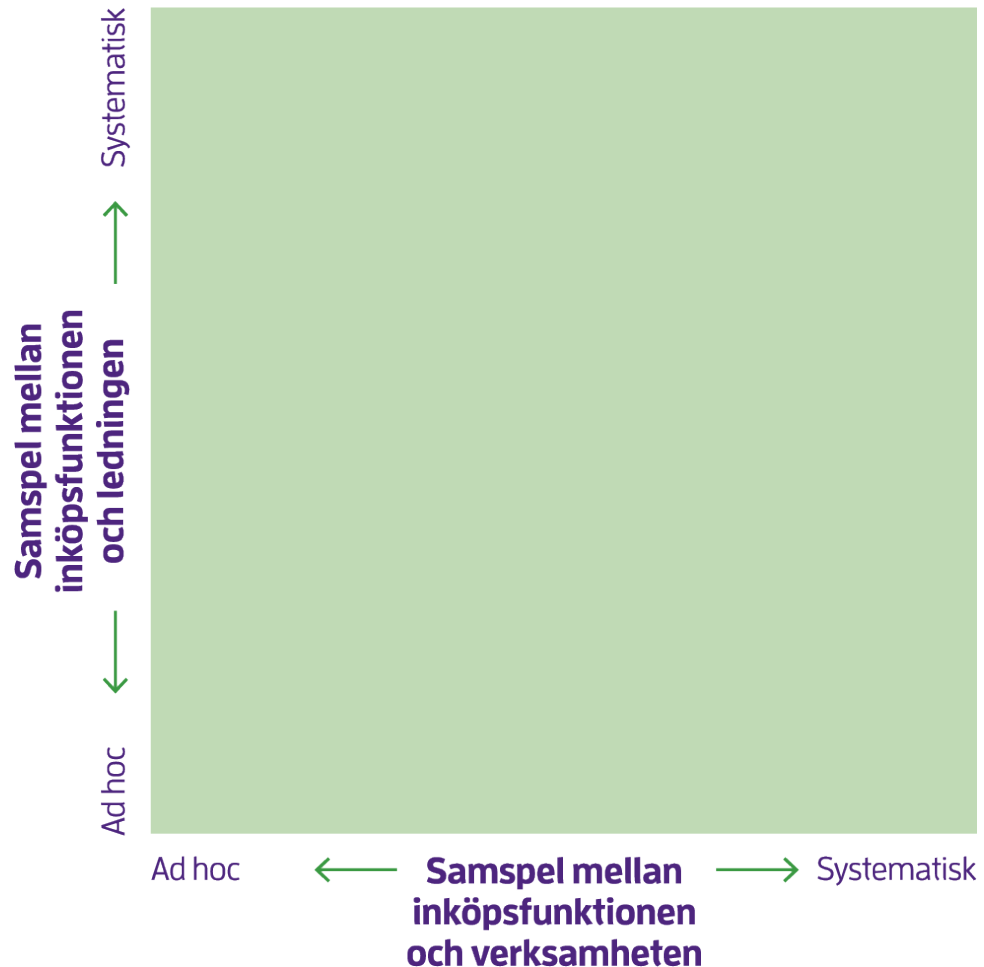 Systematisk
Samspel mellan
inköpsfunktionen
och ledningen
Ad hoc
Ad hoc
Samspel mellan
inköpsfunktionen
och verksamheten
Systematisk